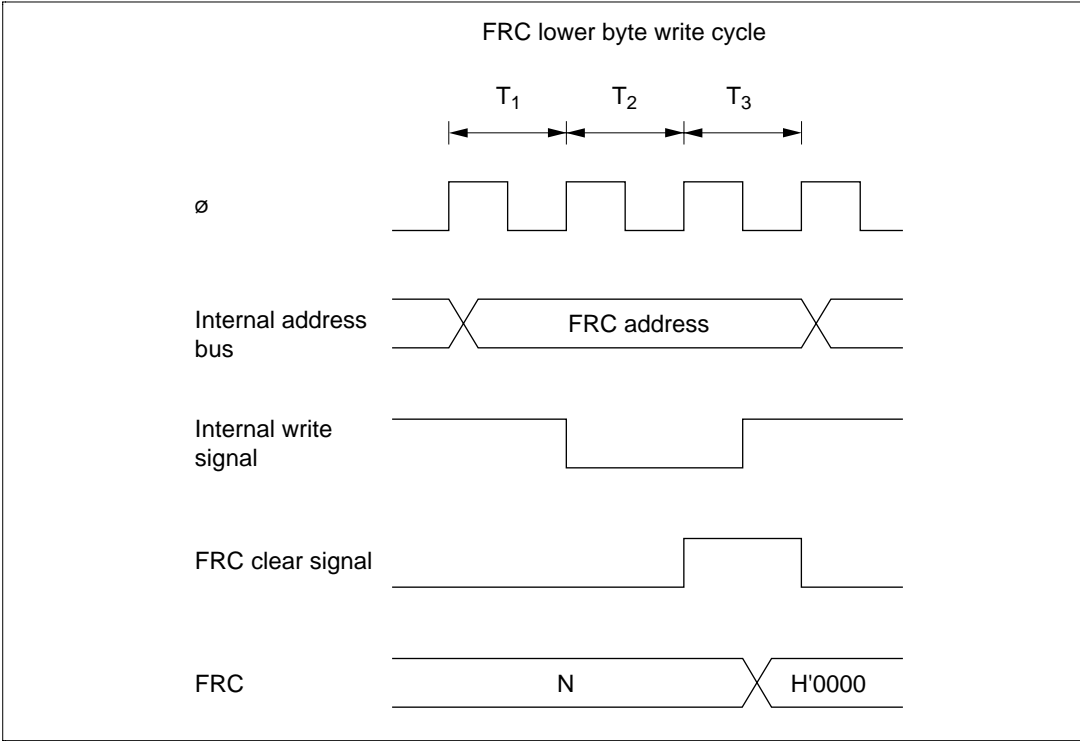 FRC lower byte write cycle
T₁ T₂ T₃
ø
Internal address
bus
FRC address
Internal write
signal
FRC clear signal
FRC
N
H'0000